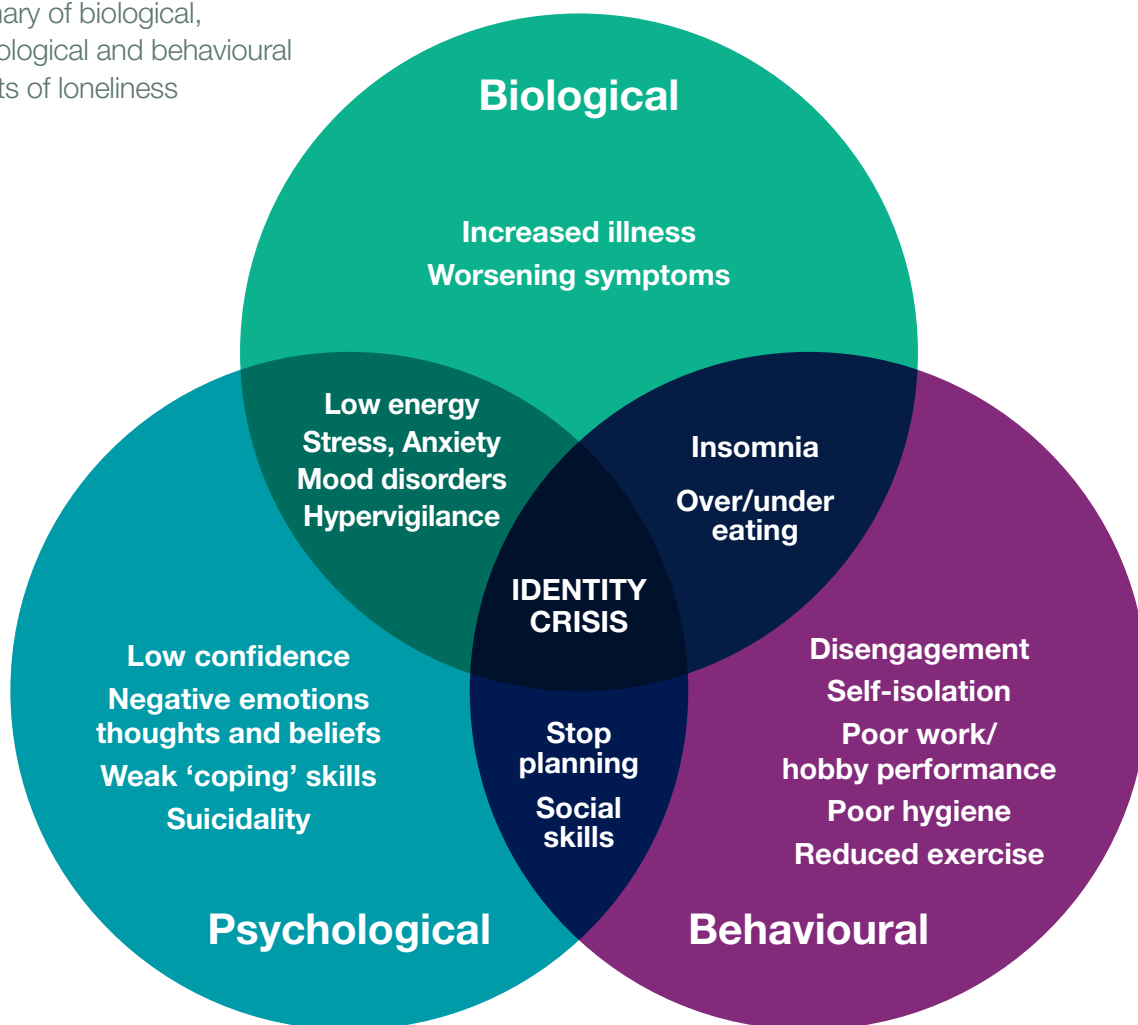 ary of biological,
ological and behavioural
ts of loneliness
Biological
Increased illness
Worsening symptoms
Low energy
Stress, Anxiety
Mood disorders
Hypervigilance
Insomnia
Over/under
eating
IDENTITY
CRISIS
Low confidence
Negative emotions
thoughts and beliefs
Weak ‘coping’ skills
Suicidality
Stop
planning
Social
skills
Disengagement
Self-isolation
Poor work/
hobby performance
Poor hygiene
Reduced exercise
Psychological
Behavioural